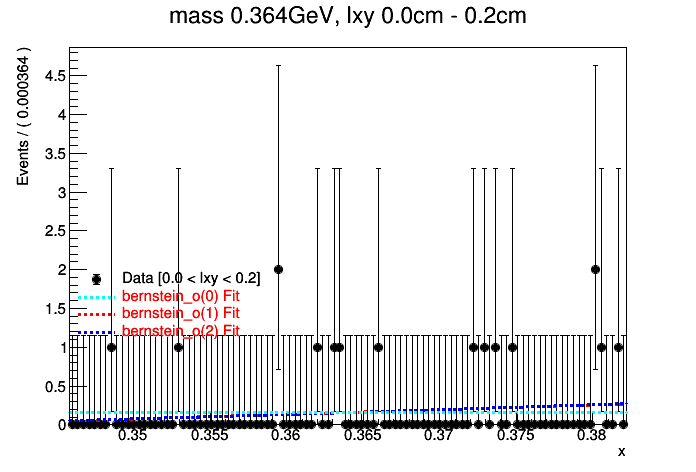 mass 0.364GeV, lxy 0.0cm - 0.2cm
Events / ( 0.000364 )
4.5
4
3.5
3
2.5
2
1.5
1
0.5
0
Data [0.0 < lxy < 0.2]
bernstein_o(0) Fit
bernstein_o(1) Fit
bernstein_o(2) Fit
0.35 0.355 0.36 0.365 0.37 0.375 0.38
x